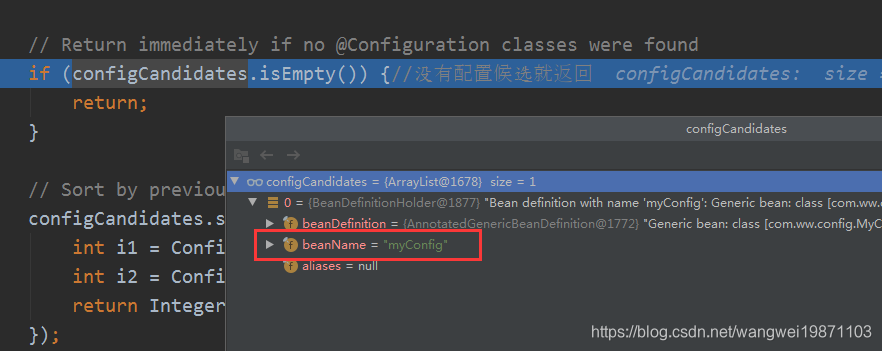 // Return immediately if no @Configuration classes were found
if (configCandidates.isEmpty()) {//没有配置候选就返回 configCandidates: size =
return;
}
configCandidates
configCandidates = {ArrayList@1678} size = 1
// Sort by previou
0 = {BeanDefinitionHolder@1877} "Bean definition with name 'myConfig': Generic bean: class [com.ww.config
configCandidates.s
beanDefinition = {AnnotatedGenericBeanDefinition@1772} "Generic bean: class [com.ww.config.MyC
int i1 = Confi
beanName = "myConfig"
int i2 = Confi
aliases = null
return Integer
});
https://blog.csdn.net/wangwei19871103